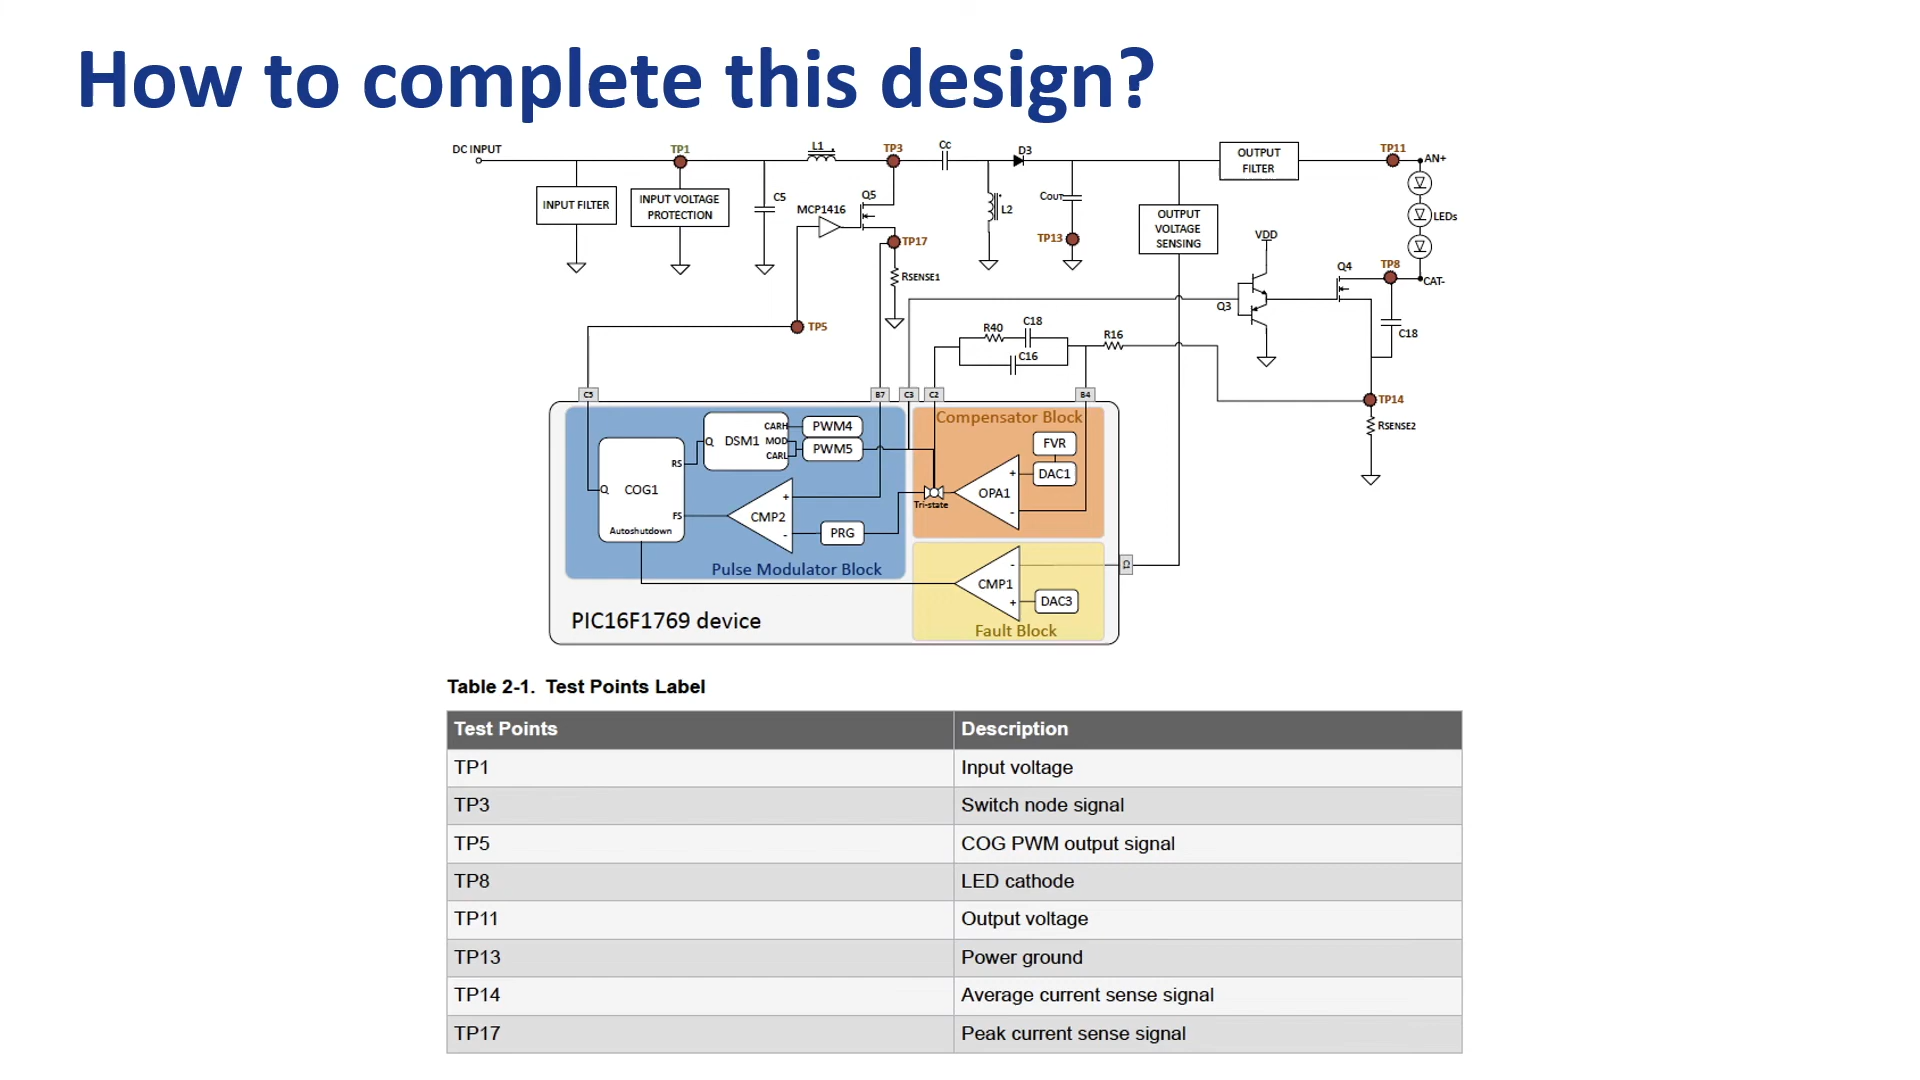 How to complete this design?
DC INPUT
TP1
L1
TP3
Cc
D3
OUTPUT
FILTER
TP11
AN+
INPUT FILTER
INPUT VOLTAGE
PROTECTION
C5
MCP1416
Q5
L2
COUT
LEDs
TP17
TP13
OUTPUT
VOLTAGE
SENSING
VDD
RSENSE1
Q4
TP8
CAT-
Q3
TP5
R40
C18
R16
C18
C16
C5
B7
C3
C2
B4
TP14
RSENSE2
Compensator Block
CARH
PWM4
DSM1
Q
MOD
PWM5
CARL
FVR
RS
DAC1
+
COG1
Q
+
OPA1
Tri-state
-
FS
CMP2
Autoshutdown
-
PRG
Pulse Modulator Block
-
CMP1
+
DAC3
PIC16F1769 device
Fault Block
Table 2-1. Test Points Label
Test Points Description
TP1 Input voltage
TP3 Switch node signal
TP5 COG PWM output signal
TP8 LED cathode
TP11 Output voltage
TP13 Power ground
TP14 Average current sense signal
TP17 Peak current sense signal